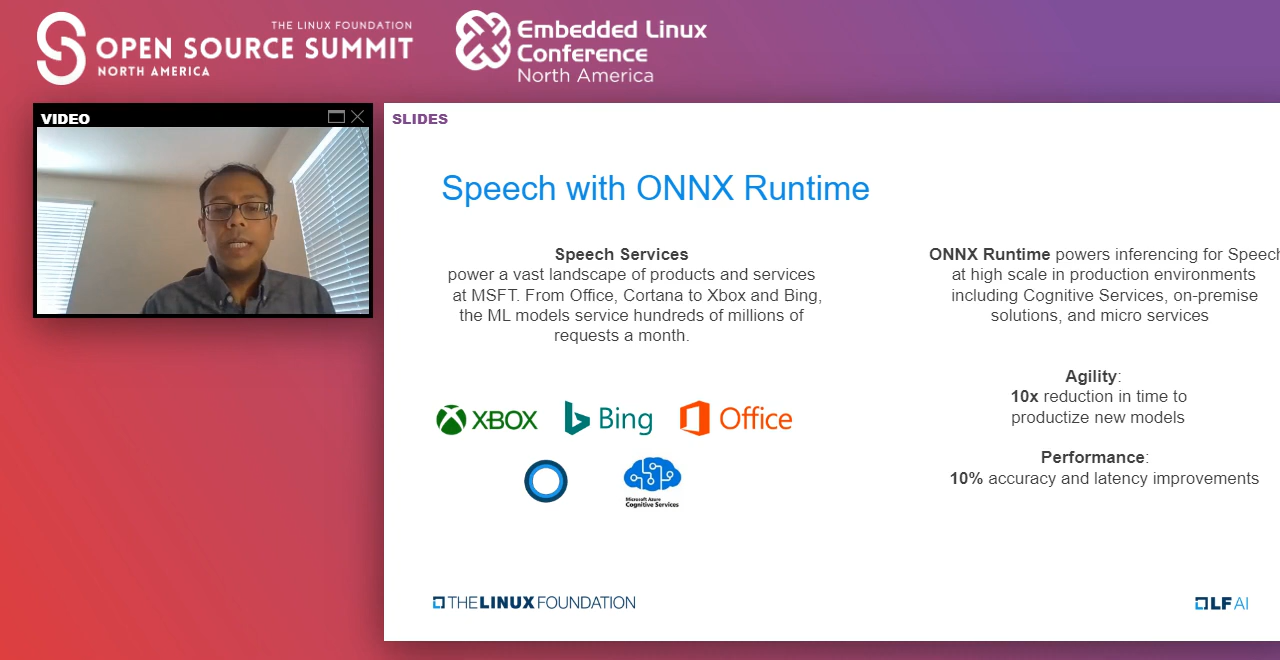 THE LINUX FOUNDATION
OPEN SOURCE SUMMIT
NORTH AMERICA
Embedded Linux
Conference
North America
VIDEO
SLIDES
Speech with ONNX Runtime
Speech Services
power a vast landscape of products and services
at MSFT. From Office, Cortana to Xbox and Bing,
the ML models service hundreds of millions of
requests a month.
XBOX
Bing
Office
Microsoft Azure
Cognitive Services
ONNX Runtime powers inferencing for Speech
at high scale in production environments
including Cognitive Services, on-premise
solutions, and micro services
Agility:
10x reduction in time to
productize new models
Performance:
10% accuracy and latency improvements
THE LINUX FOUNDATION
LF AI